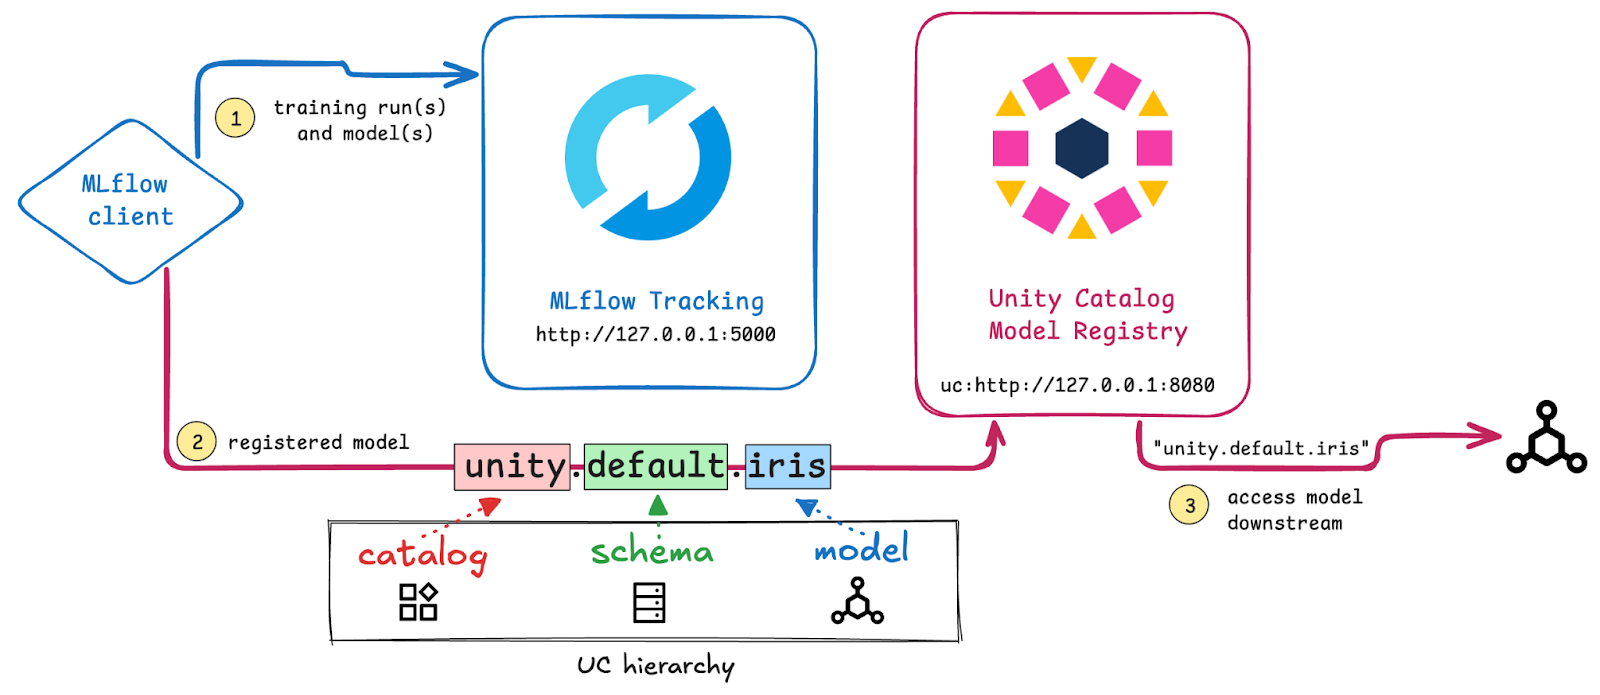 1
training run(s)
and model(s)
MLflow
client
MLflow Tracking
http://127.0.0.1:5000
Unity Catalog
Model Registry
uc:http://127.0.0.1:8080
2
registered model
unity.default.iris
"unity.default.iris"
3
access model
downstream
catalog
schema
model
UC hierarchy